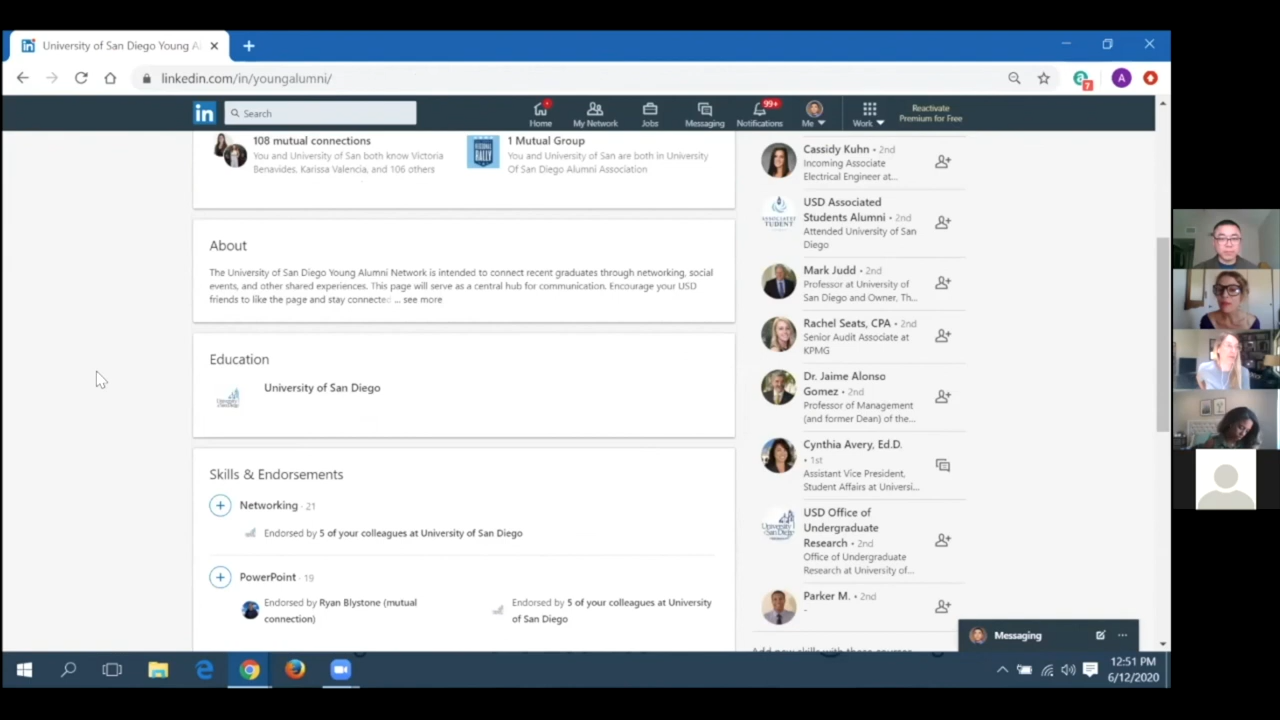 University of San Diego Young Al
linkedin.com/in/youngalumni/
7
A
Search
Home
My Network
Jobs
Messaging
99+
Notifications
Me
Work
Reactivate
Premium for Free
108 mutual connections
You and University of San both know Victoria
Benavides, Karissa Valencia, and 106 others
1 Mutual Group
You and University of San are both in University
Of San Diego Alumni Association
About
The University of San Diego Young Alumni Network is intended to connect recent graduates through networking, social
events, and other shared experiences. This page will serve as a central hub for communication. Encourage your USD
friends to like the page and stay connected ... see more
Education
University of San Diego
Skills & Endorsements
Networking · 21
Endorsed by 5 of your colleagues at University of San Diego
PowerPoint · 19
Endorsed by Ryan Blystone (mutual
connection)
Endorsed by 5 of your colleagues at University
of San Diego
Cassidy Kuhn • 2nd
Incoming Associate
Electrical Engineer at...
USD Associated
Students Alumni • 2nd
Attended University of San
Diego
Mark Judd • 2nd
Professor at University of
San Diego and Owner, Th...
Rachel Seats, CPA • 2nd
Senior Audit Associate at
KPMG
Dr. Jaime Alonso
Gomez • 2nd
Professor of Management
(and former Dean) of the...
Cynthia Avery, Ed.D.
• 1st
Assistant Vice President,
Student Affairs at Universi...
USD Office of
Undergraduate
Research • 2nd
Office of Undergraduate
Research at University of...
Parker M. • 2nd
-
Add new skills with these courses
Messaging
12:51 PM
6/12/2020